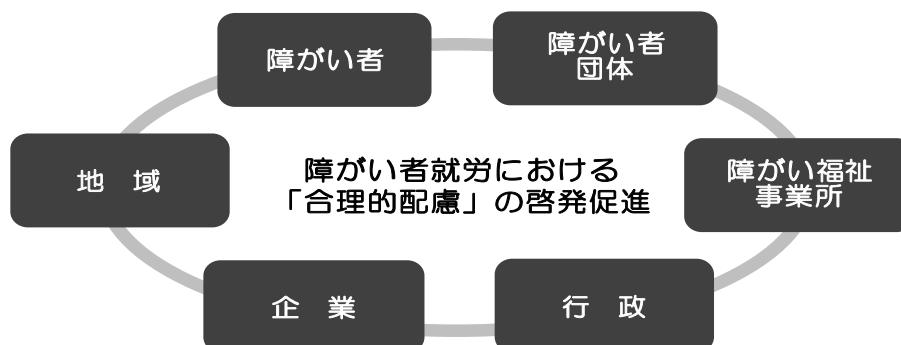 障がい者
障がい者
団体
地　域
障がい者就労における
「合理的配慮」の啓発促進
障がい福祉
事業所
企　業
行　政